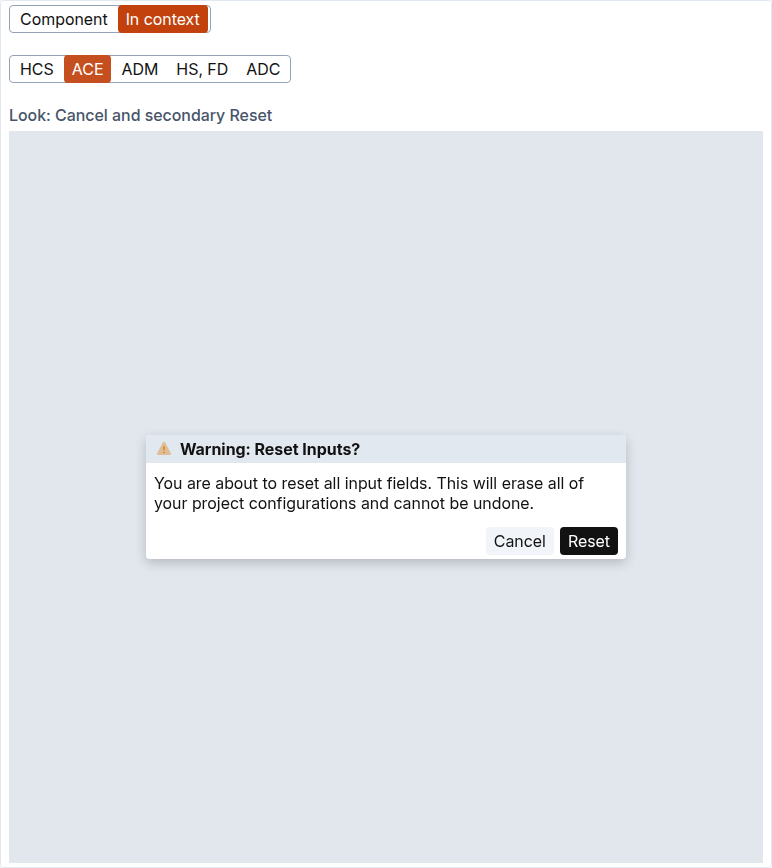 Component In context
HCS ACE ADM HS, FD ADC
Look: Cancel and secondary Reset
Warning: Reset Inputs?
You are about to reset all input fields. This will erase all of
your project configurations and cannot be undone.
Cancel Reset